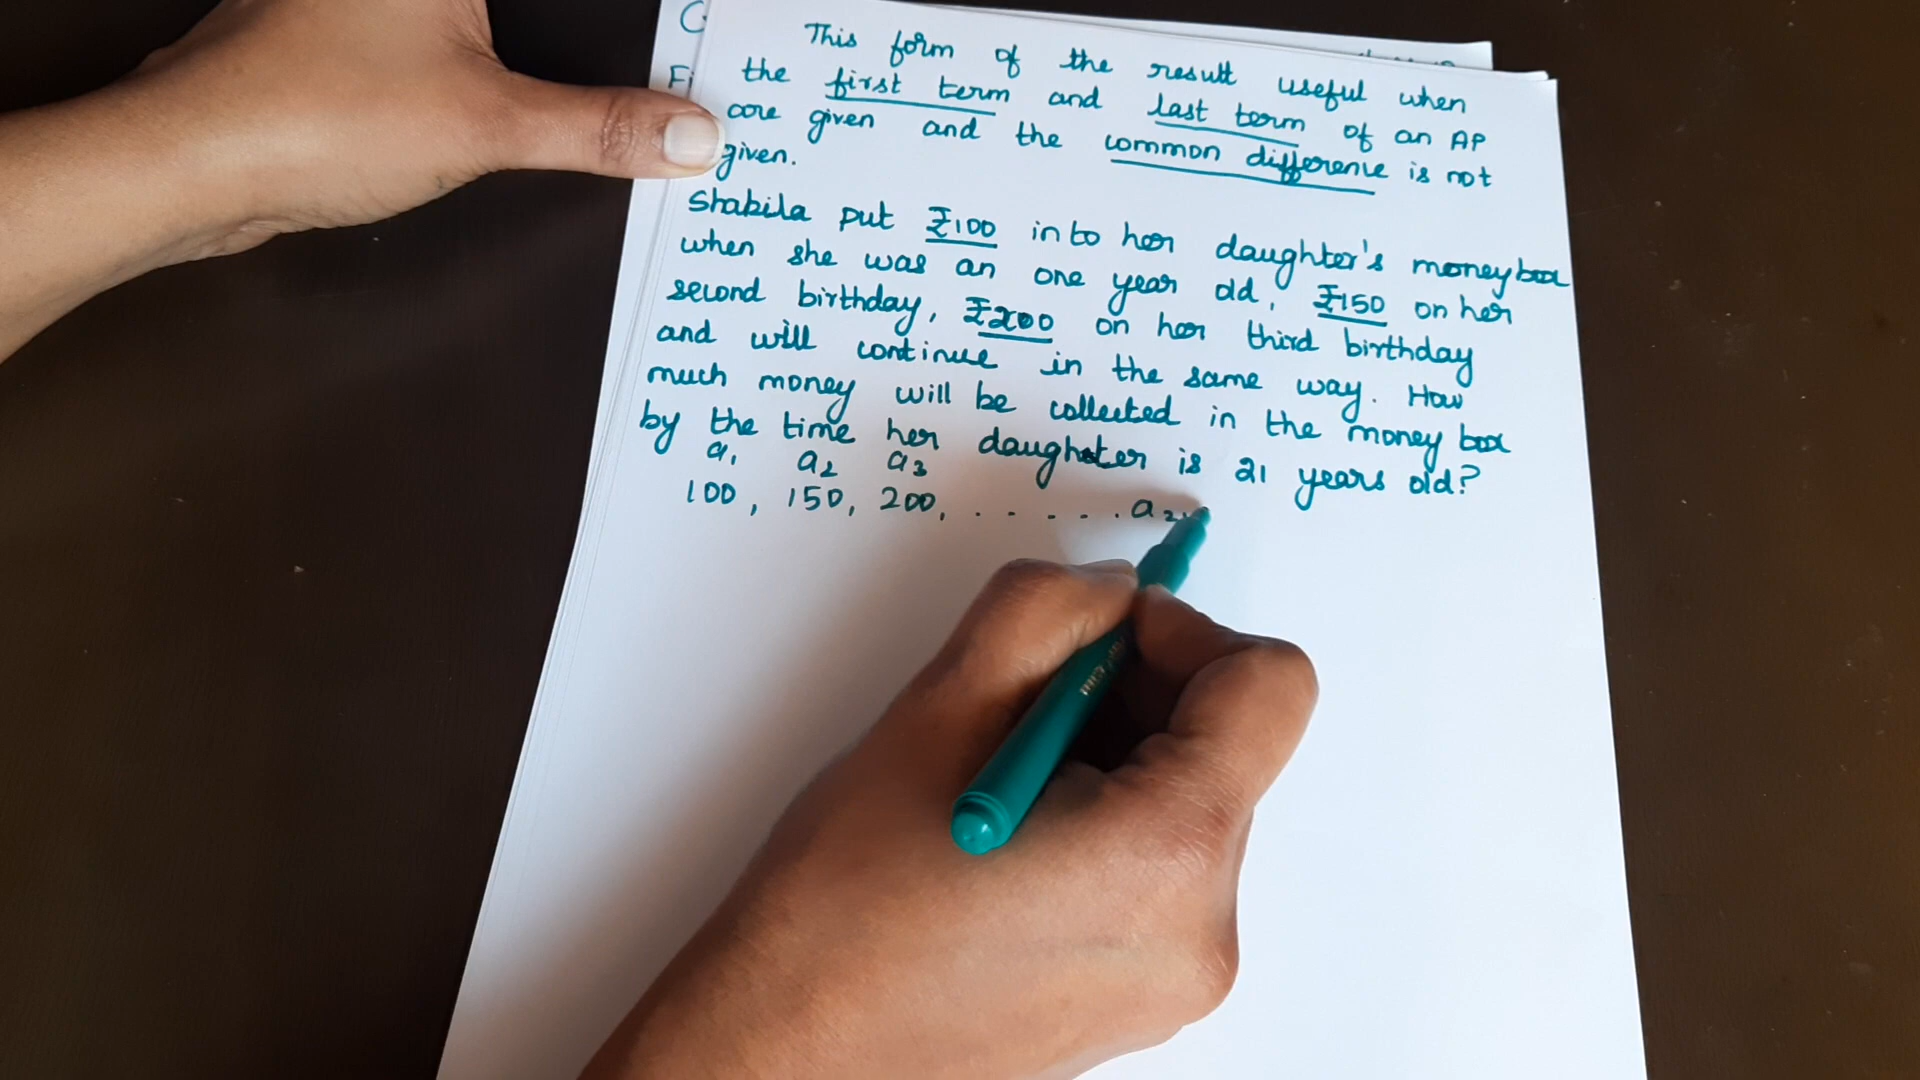 This form of the result useful when
the first term and last term of an AP
are given and the common difference is not
given.
Shakila put ₹100 into her daughter's money box
when she was an one year old, ₹150 on her
second birthday, ₹200 on her third birthday
and will continue in the same way. How
much money will be collected in the money box
by the time her daughter is 21 years old?
a₁ a₂ a₃
100, 150, 200, ..... a₂₁